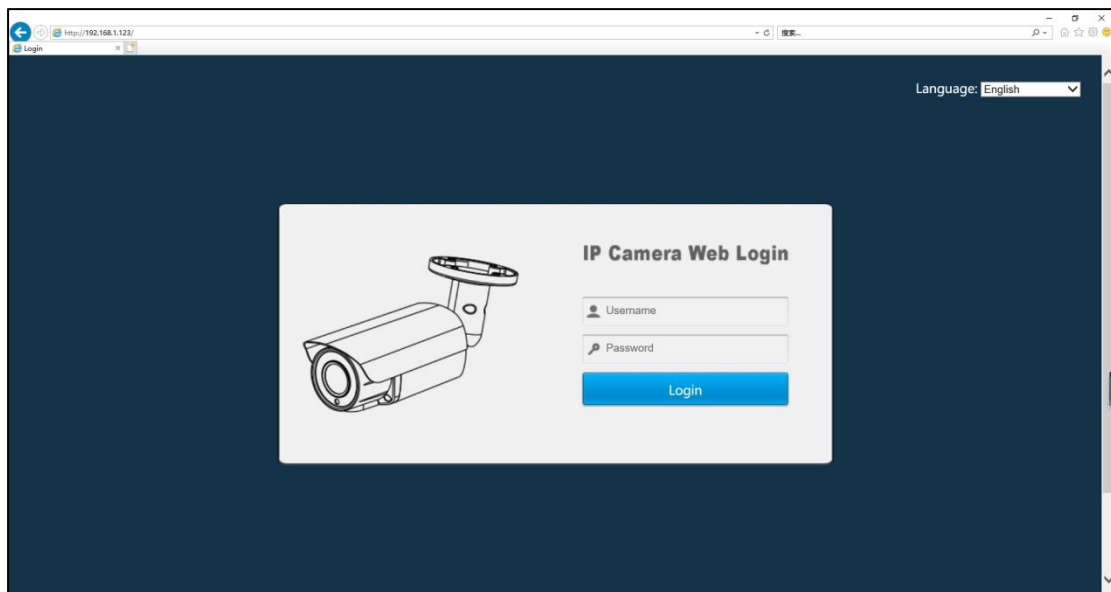 http://192.168.1.123/
搜索...
Login
Language: English
IP Camera Web Login
Username
Password
Login